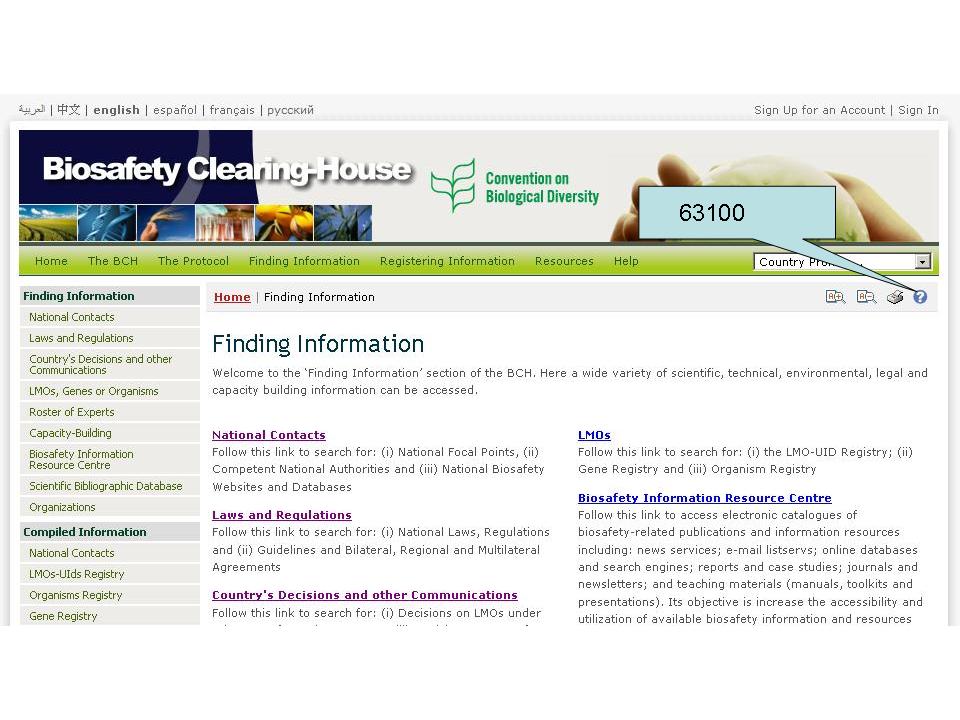 العربية | 中文 | english | español | français | русский
Sign Up for an Account | Sign In
Biosafety Clearing-House
Convention on
Biological Diversity
63100
Home The BCH The Protocol Finding Information Registering Information Resources Help
Country
Finding Information
National Contacts
Laws and Regulations
Country's Decisions and other
Communications
LMOs, Genes or Organisms
Roster of Experts
Capacity-Building
Biosafety Information
Resource Centre
Scientific Bibliographic Database
Organizations
Compiled Information
National Contacts
LMOs-UIds Registry
Organisms Registry
Gene Registry
Home | Finding Information
Finding Information
Welcome to the ‘Finding Information’ section of the BCH. Here a wide variety of scientific, technical, environmental, legal and
capacity building information can be accessed.
National Contacts
Follow this link to search for: (i) National Focal Points, (ii)
Competent National Authorities and (iii) National Biosafety
Websites and Databases
Laws and Regulations
Follow this link to search for: (i) National Laws, Regulations
and (ii) Guidelines and Bilateral, Regional and Multilateral
Agreements
Country's Decisions and other Communications
Follow this link to search for: (i) Decisions on LMOs under
LMOs
Follow this link to search for: (i) the LMO-UID Registry; (ii)
Gene Registry and (iii) Organism Registry
Biosafety Information Resource Centre
Follow this link to access electronic catalogues of
biosafety-related publications and information resources
including: news services; e-mail listservs; online databases
and search engines; reports and case studies; journals and
newsletters; and teaching materials (manuals, toolkits and
presentations). Its objective is increase the accessibility and
utilization of available biosafety information and resources